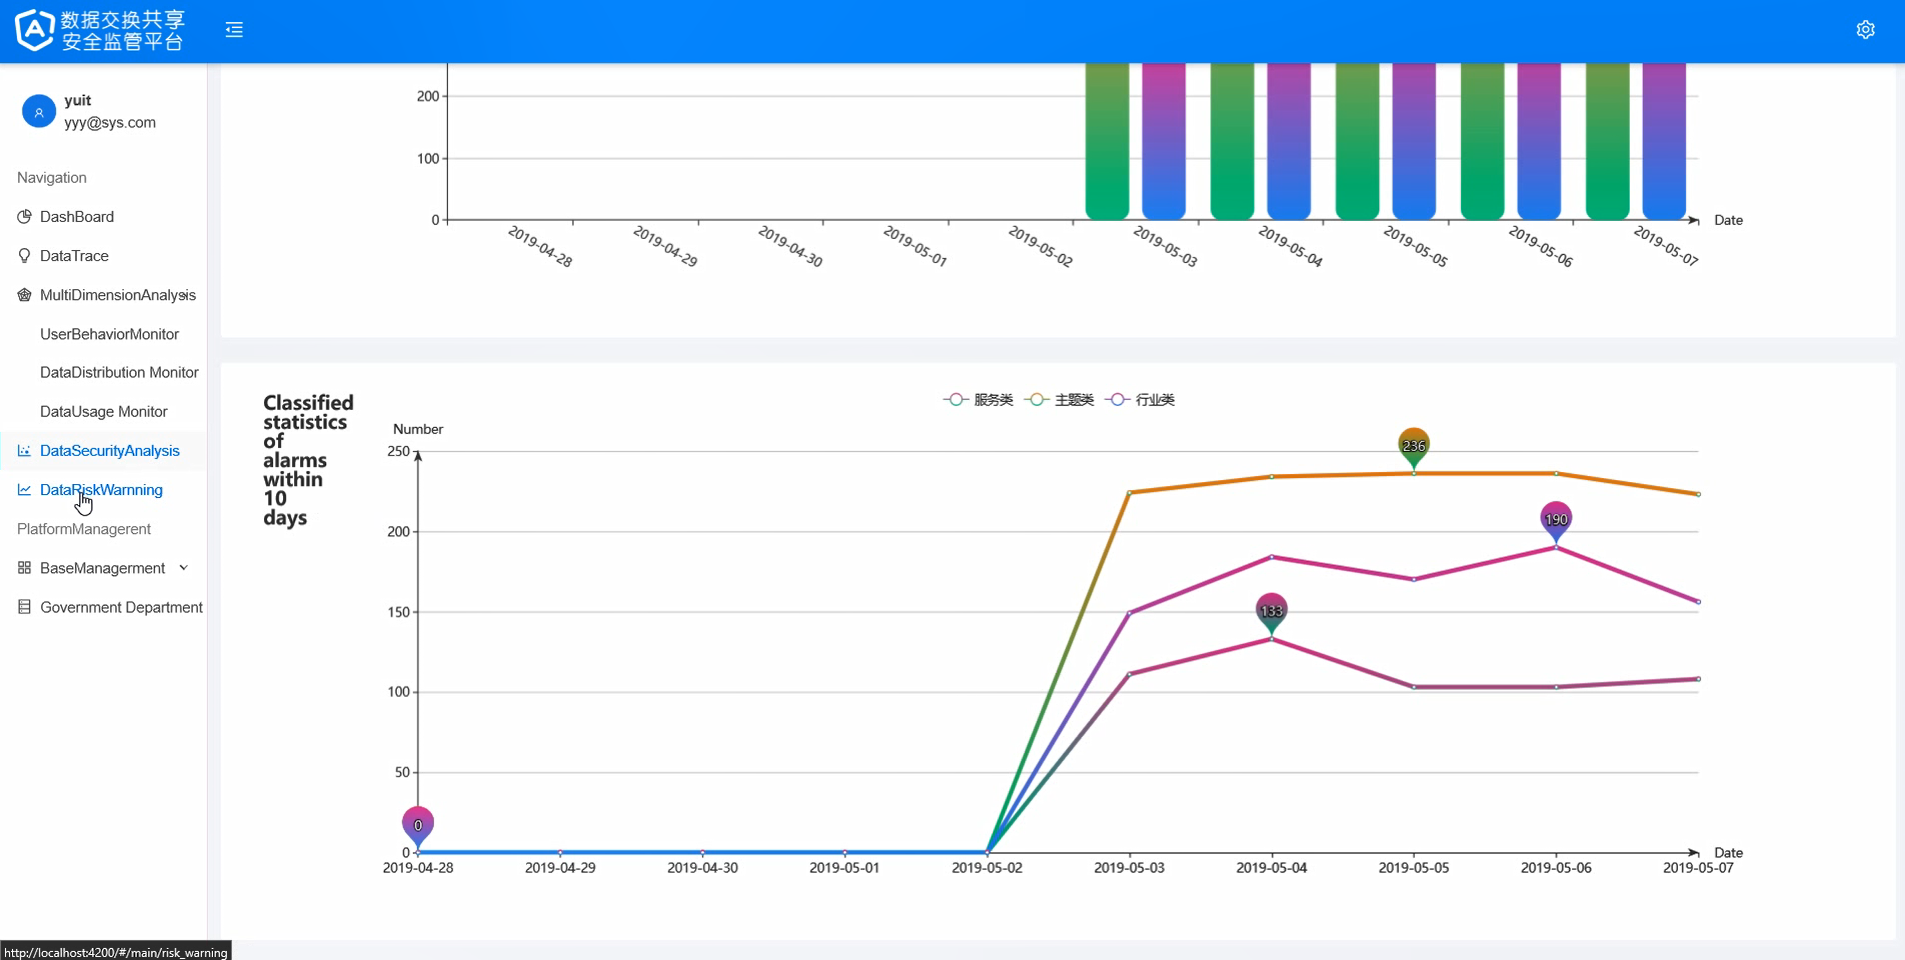 数据交换共享
安全监管平台
yuit
yyy@sys.com
Navigation
DashBoard
DataTrace
MultiDimensionAnalysis
UserBehaviorMonitor
DataDistribution Monitor
DataUsage Monitor
DataSecurityAnalysis
DataRiskWarnning
PlatformManagerent
BaseManagerment
Government Department
200
100
0
Date
2019-04-28
2019-04-29
2019-04-30
2019-05-01
2019-05-02
2019-05-03
2019-05-04
2019-05-05
2019-05-06
2019-05-07
Classified
statistics
of
alarms
within
10
days
服务类 主题类 行业类
Number
250
200
150
100
50
0
236
190
133
0
Date
2019-04-28
2019-04-29
2019-04-30
2019-05-01
2019-05-02
2019-05-03
2019-05-04
2019-05-05
2019-05-06
2019-05-07
http://localhost:4200/#/main/risk_warning